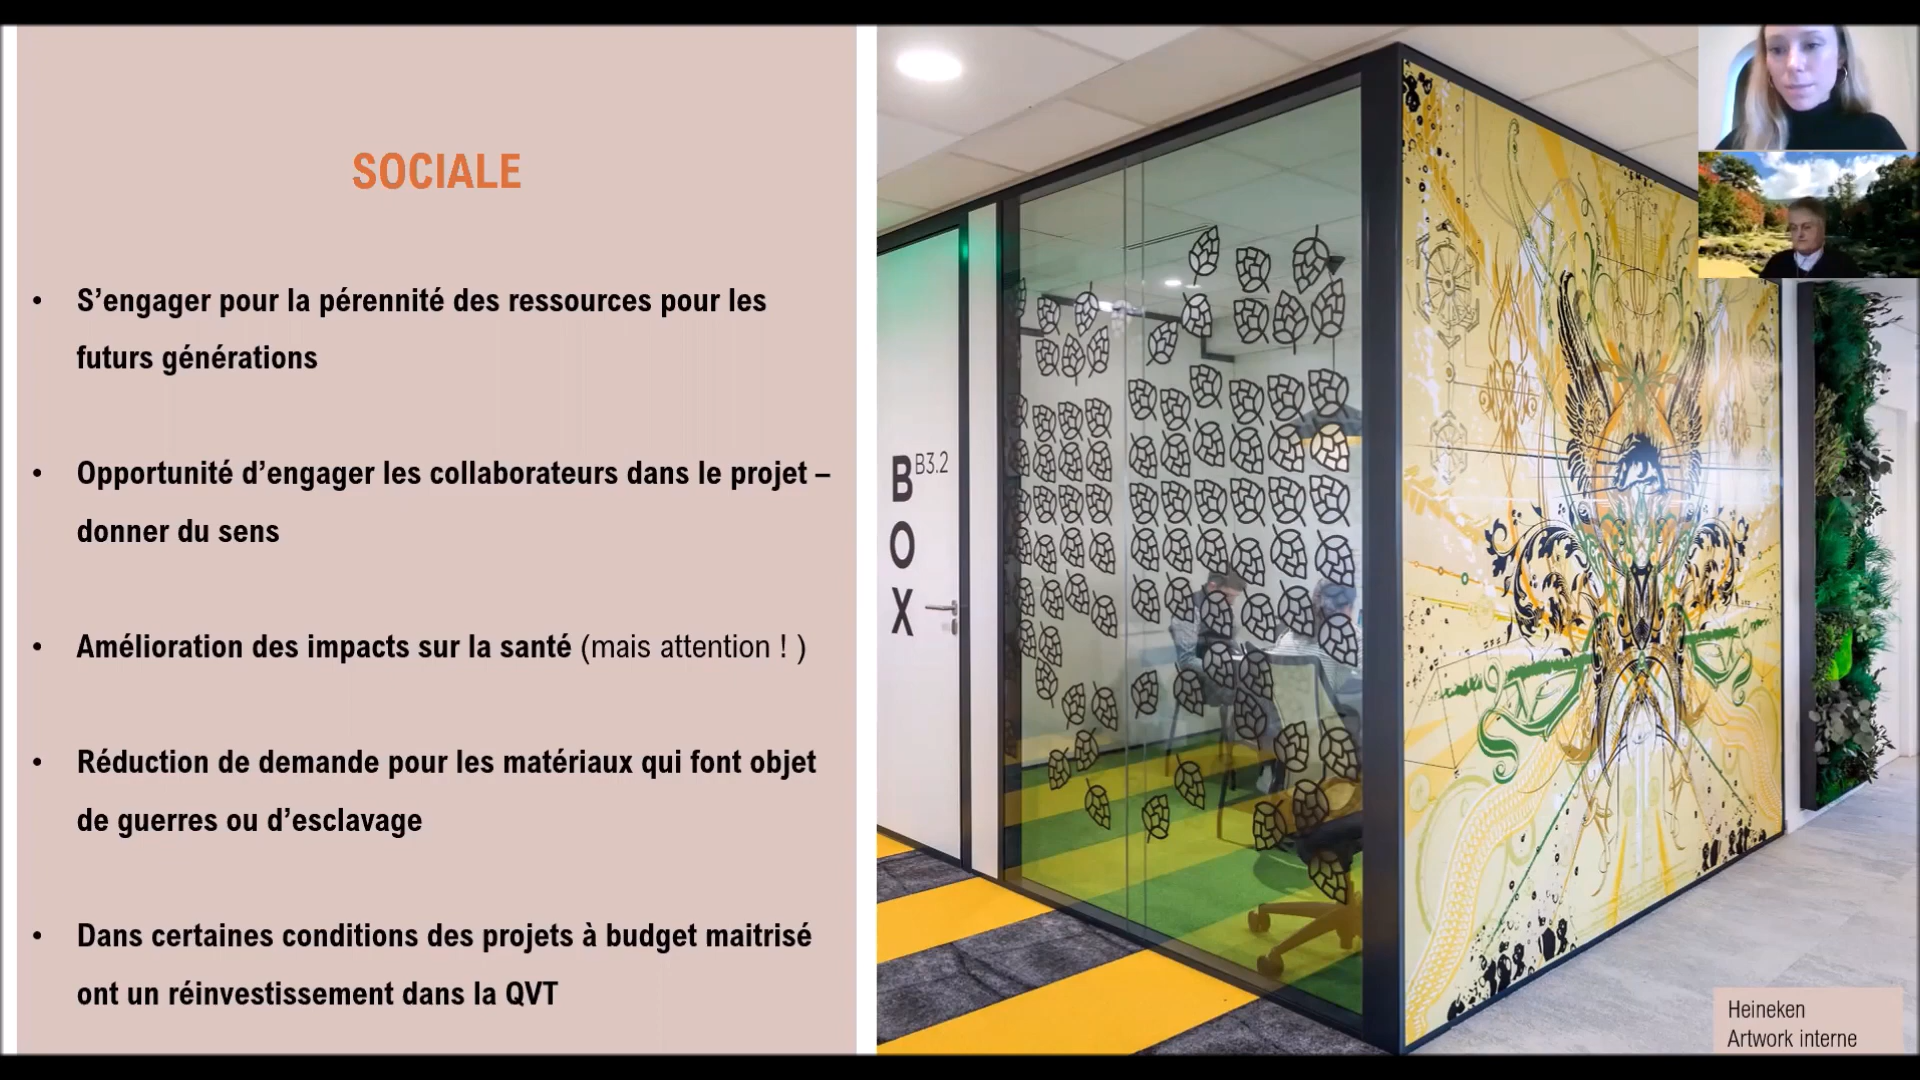 SOCIALE
• S’engager pour la pérennité des ressources pour les
futurs générations
• Opportunité d’engager les collaborateurs dans le projet –
donner du sens
• Amélioration des impacts sur la santé (mais attention ! )
• Réduction de demande pour les matériaux qui font objet
de guerres ou d’esclavage
• Dans certaines conditions des projets à budget maitrisé
ont un réinvestissement dans la QVT
B3.2
BOX
Heineken
Artwork interne